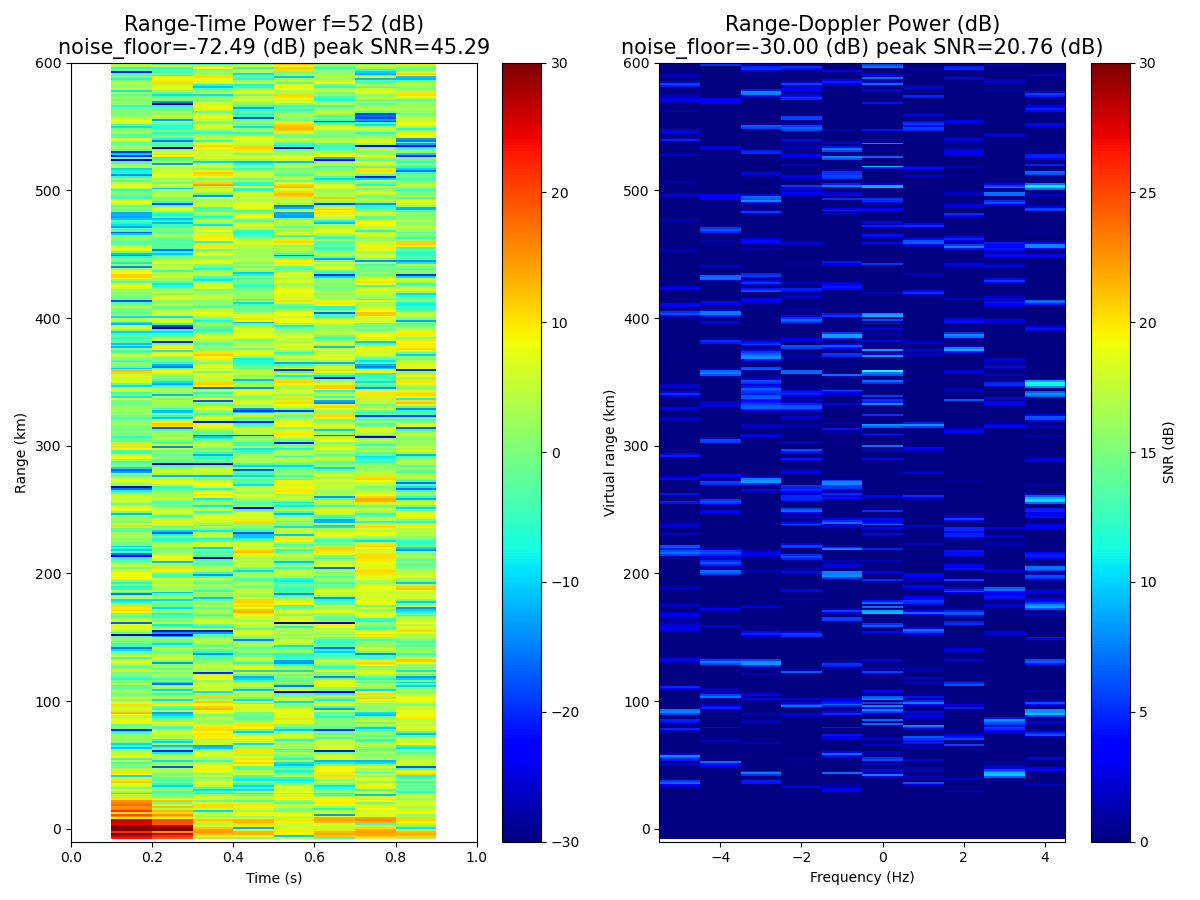 Range-Time Power f=52 (dB)
noise_floor=-72.49 (dB) peak SNR=45.29
Range (km)
600
500
400
300
200
100
0
0.0 0.2 0.4 0.6 0.8 1.0
Time (s)
30
20
10
0
−10
−20
−30
Range-Doppler Power (dB)
noise_floor=-30.00 (dB) peak SNR=20.76 (dB)
Virtual range (km)
600
500
400
300
200
100
0
−4 −2 0 2 4
Frequency (Hz)
30
25
20
15
10
5
0
SNR (dB)